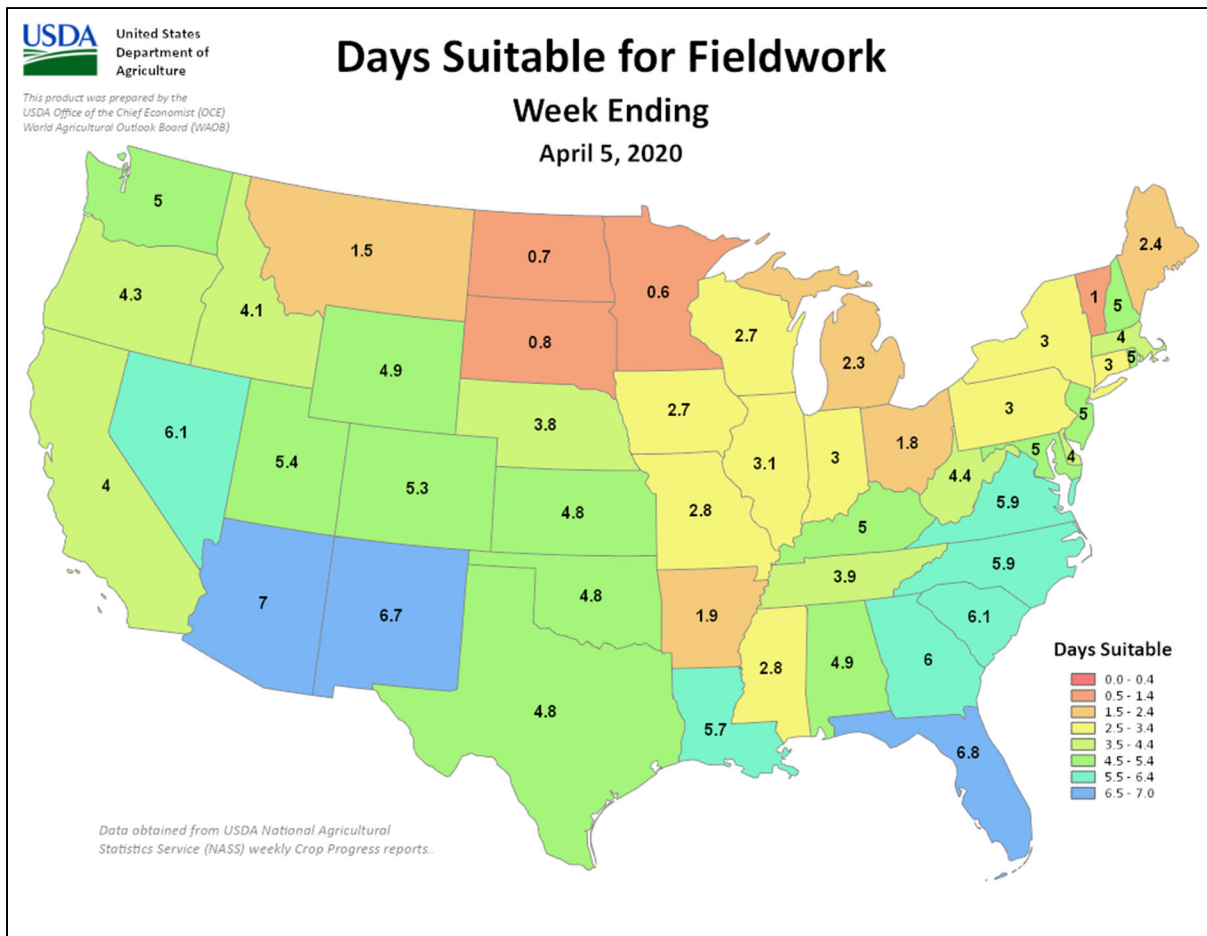 USDA
United States
Department of
Agriculture
This product was prepared by the
USDA Office of the Chief Economist (OCE)
World Agricultural Outlook Board (WAOB)
Days Suitable for Fieldwork
Week Ending
April 5, 2020
5
1.5
0.7
0.6
2.4
4.3
4.1
0.8
2.7
2.3
3
1
5
4
3
5
4.9
3.8
2.7
3
5
6.1
5.4
5.3
3.1
3
1.8
5
4
4
4.8
2.8
4.4
5.9
5
3.9
5.9
7
6.7
4.8
1.9
6.1
4.8
2.8
4.9
6
5.7
6.8
Days Suitable
0.0 - 0.4
0.5 - 1.4
1.5 - 2.4
2.5 - 3.4
3.5 - 4.4
4.5 - 5.4
5.5 - 6.4
6.5 - 7.0
Data obtained from USDA National Agricultural
Statistics Service (NASS) weekly Crop Progress reports..